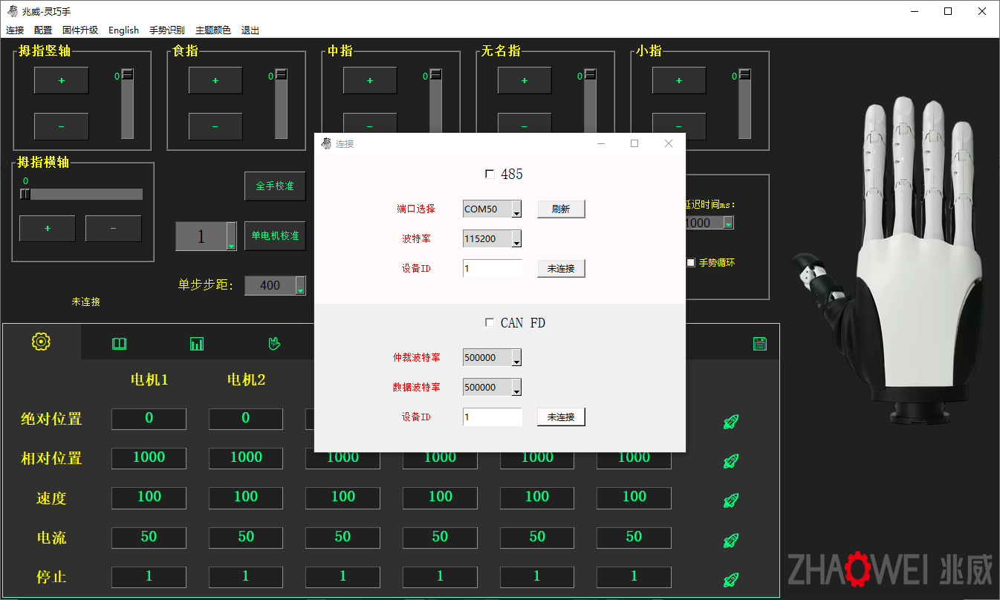 兆威-灵巧手
连接 配置 固件升级 English 手势识别 主题颜色 退出
拇指竖轴 食指 中指 无名指 小指
+ 0 + 0 + 0 + 0 + 0
− − − − −
拇指横轴
0
+ −
全手校准
1 单电机校准
单步步距： 400
未连接
延迟时间ms：
1000
手势循环
连接
485
端口选择 COM50 刷新
波特率 115200
设备ID 1 未连接
CAN FD
仲裁波特率 500000
数据波特率 500000
设备ID 1 未连接
电机1 电机2
绝对位置 0 0
相对位置 1000 1000 1000 1000 1000 1000
速度 100 100 100 100 100 100
电流 50 50 50 50 50 50
停止 1 1 1 1 1 1
ZHAOWEI 兆威